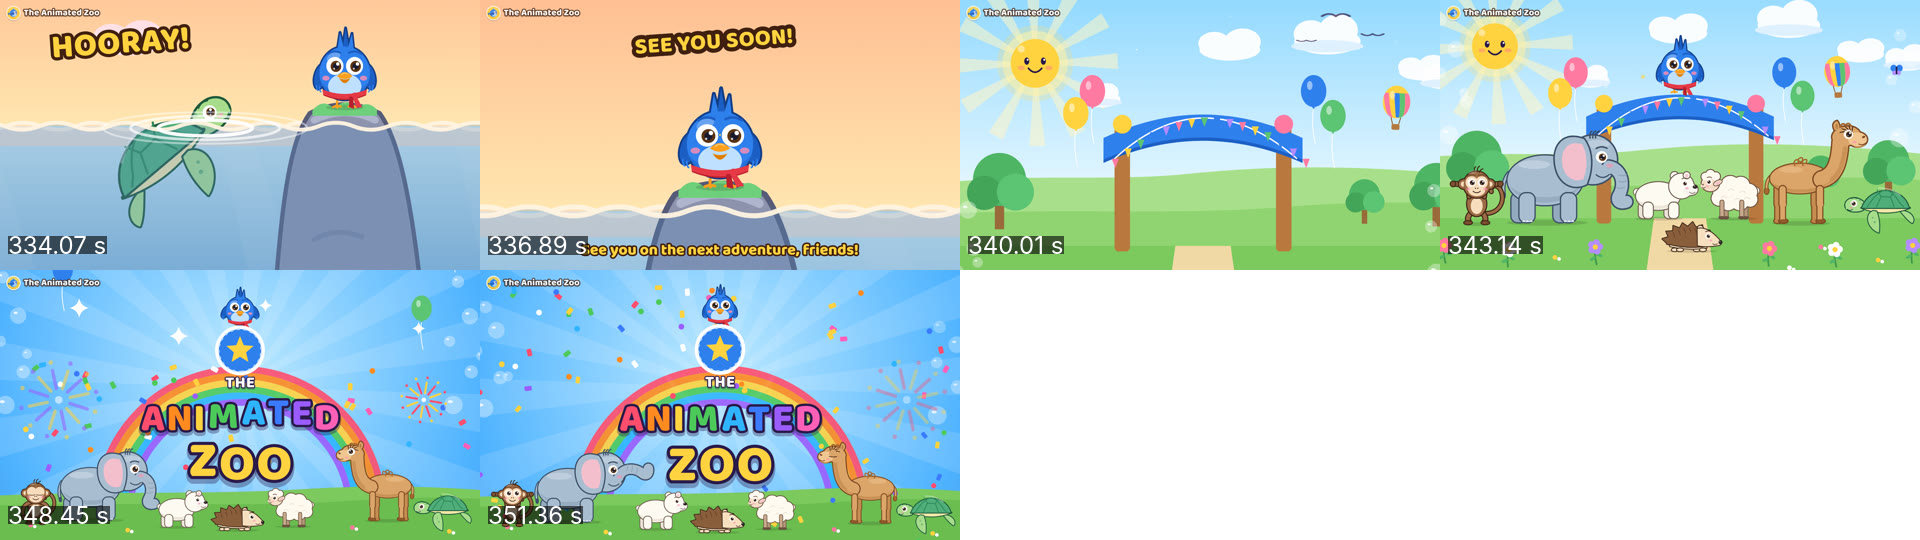 The Animated Zoo
HOORAY!
334.07 s
The Animated Zoo
SEE YOU SOON!
See you on the next adventure, friends!
336.89 s
The Animated Zoo
340.01 s
The Animated Zoo
343.14 s
The Animated Zoo
THE
ANIMATED
ZOO
348.45 s
The Animated Zoo
THE
ANIMATED
ZOO
351.36 s